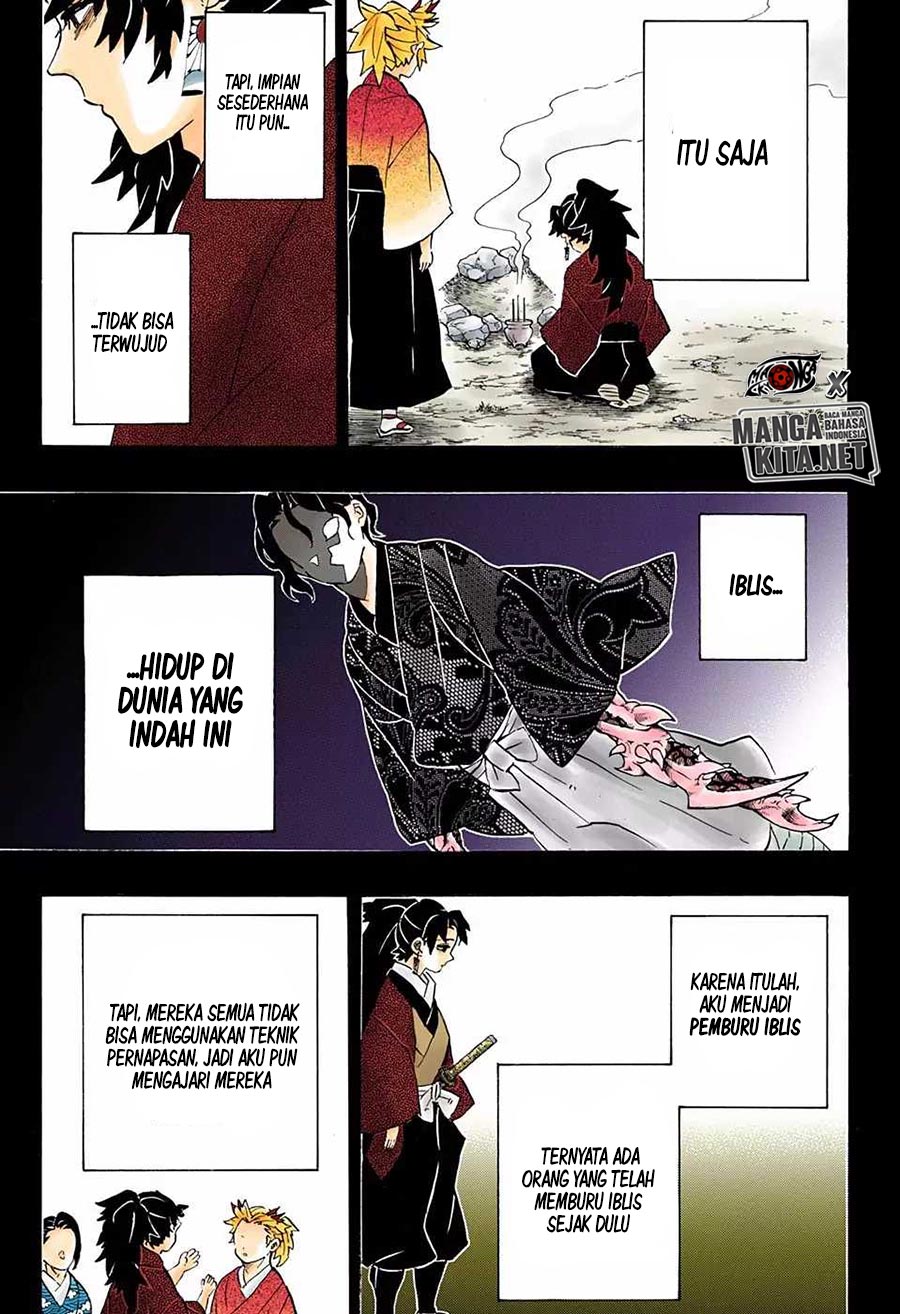 ITU SAJA
TAPI, IMPIAN
SESEDERHANA
ITU PUN...
...TIDAK BISA
TERWUJUD
MANGA
BACA MANGA
BAHASA
INDONESIA
KITA.NET
X
IBLIS...
...HIDUP DI
DUNIA YANG
INDAH INI
KARENA ITULAH,
AKU MENJADI
PEMBURU IBLIS
TERNYATA ADA
ORANG YANG TELAH
MEMBURU IBLIS
SEJAK DULU
TAPI, MEREKA SEMUA TIDAK
BISA MENGGUNAKAN TEKNIK
PERNAPASAN, JADI AKU PUN
MENGAJARI MEREKA